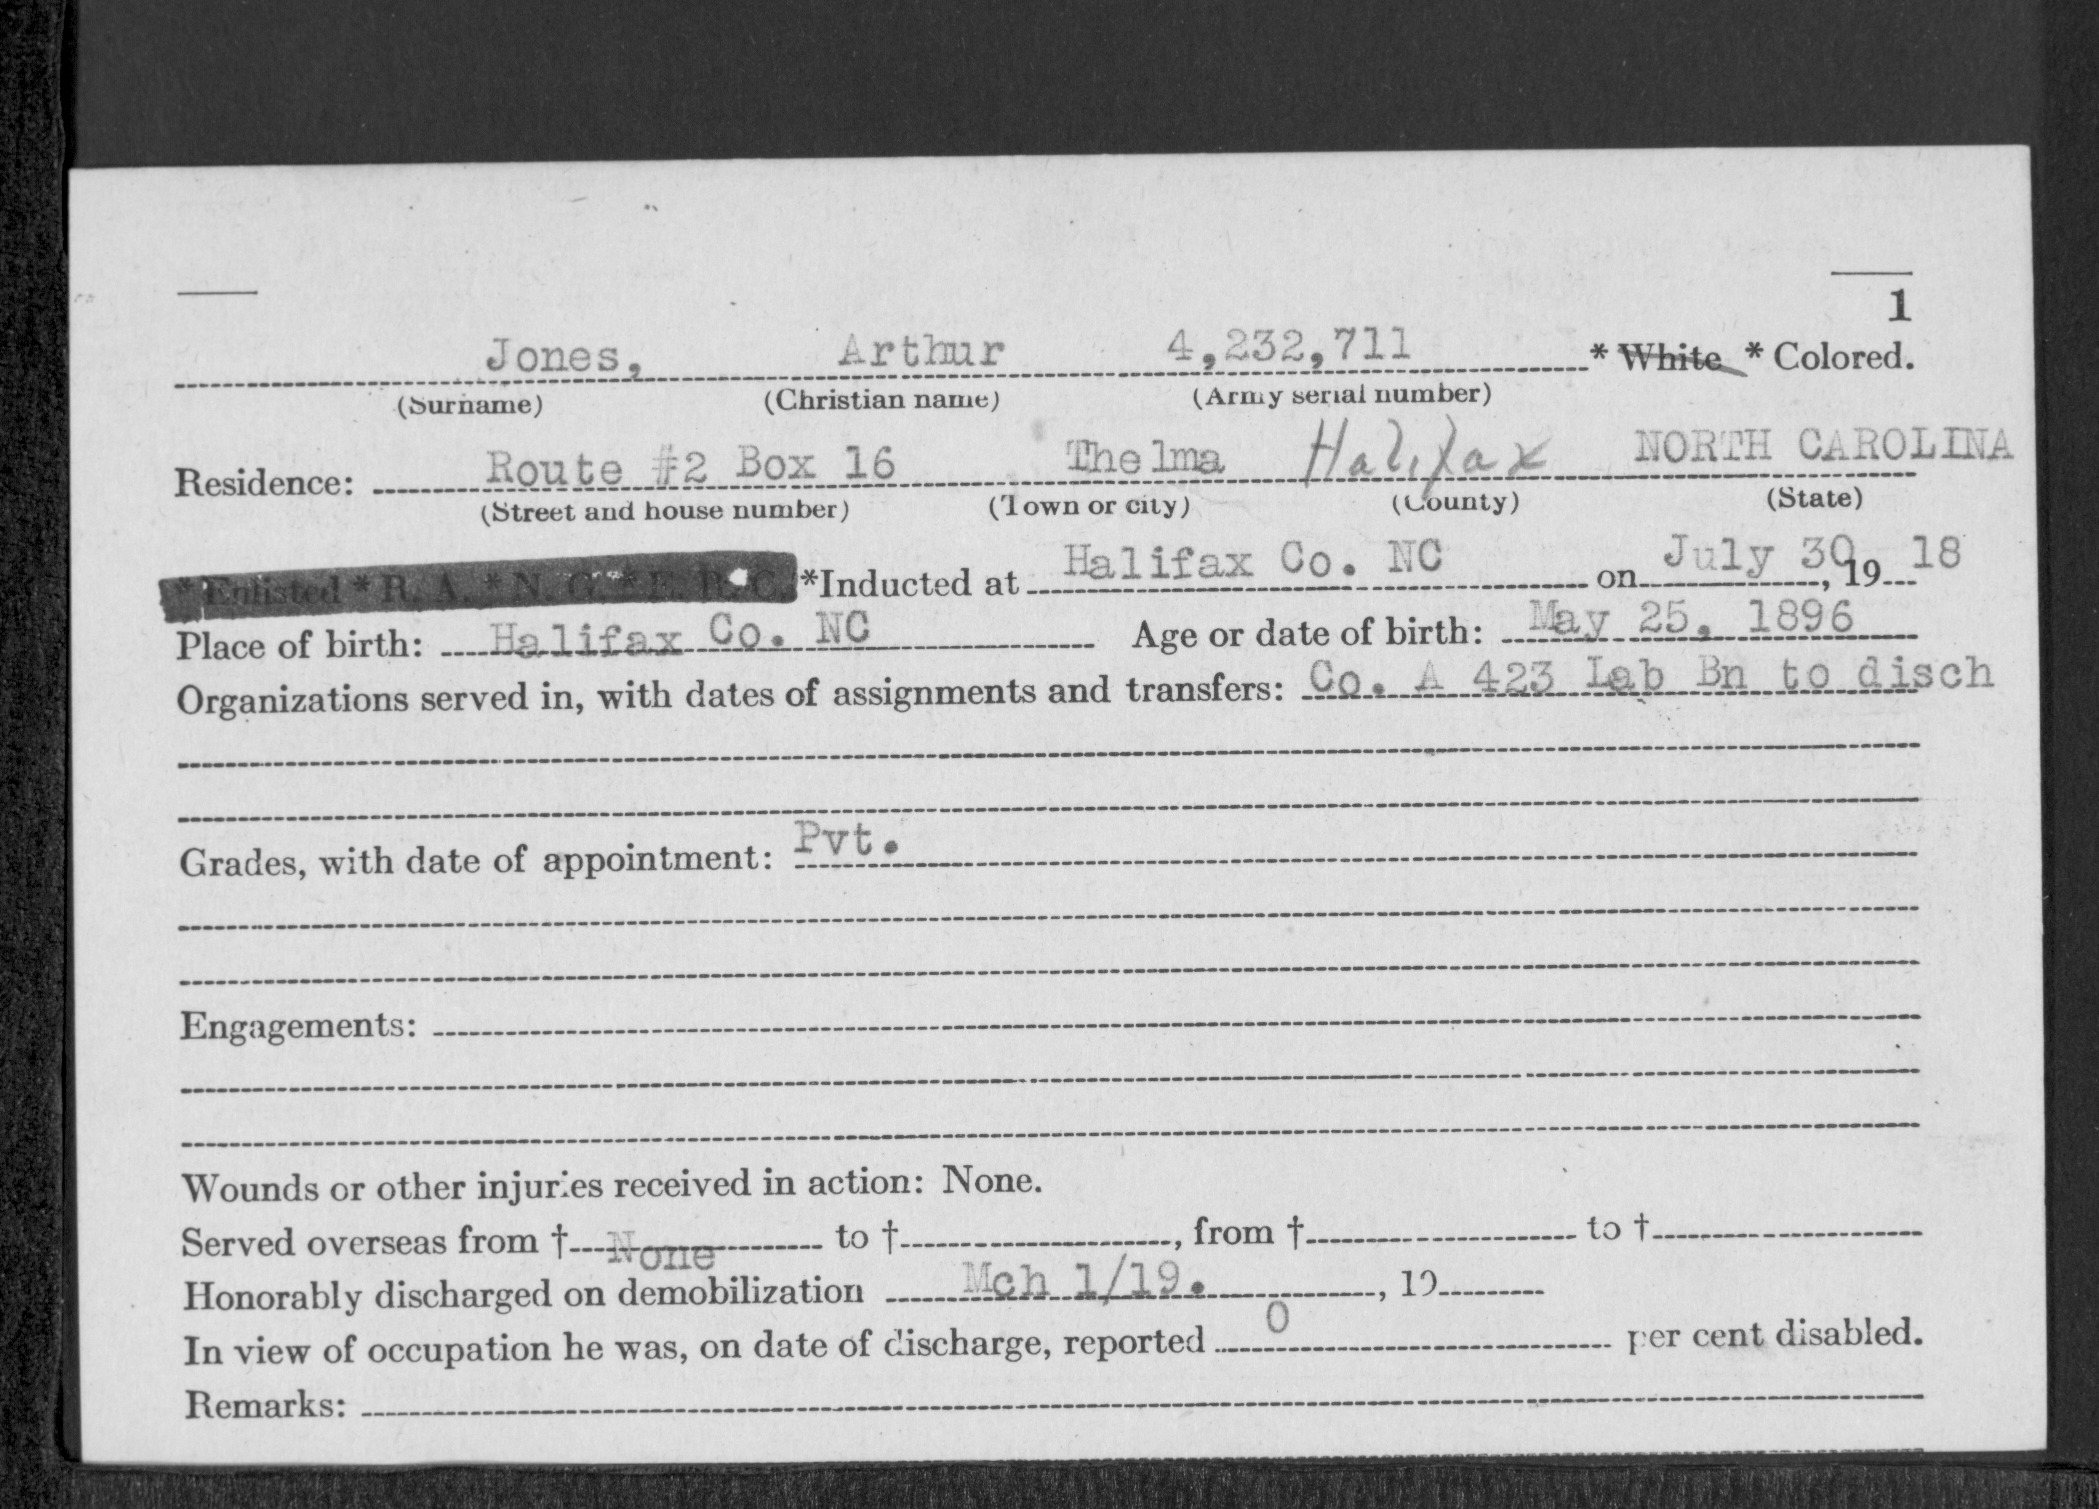 1
Jones, Arthur 4,232,711 * White * Colored.
(Surname) (Christian name) (Army serial number)
Residence: Route #2 Box 16 Thelma Halifax NORTH CAROLINA
(Street and house number) (Town or city) (County) (State)
* Enlisted * R. A. * N. G. * E. R. C. *Inducted at Halifax Co. NC on July 30, 19 18
Place of birth: Halifax Co. NC Age or date of birth: May 25, 1896
Organizations served in, with dates of assignments and transfers: Co. A 423 Lab Bn to disch
Grades, with date of appointment: Pvt.
Engagements:
Wounds or other injuries received in action: None.
Served overseas from † None to †, from † to †
Honorably discharged on demobilization Mch 1/19. , 19
In view of occupation he was, on date of discharge, reported 0 per cent disabled.
Remarks: